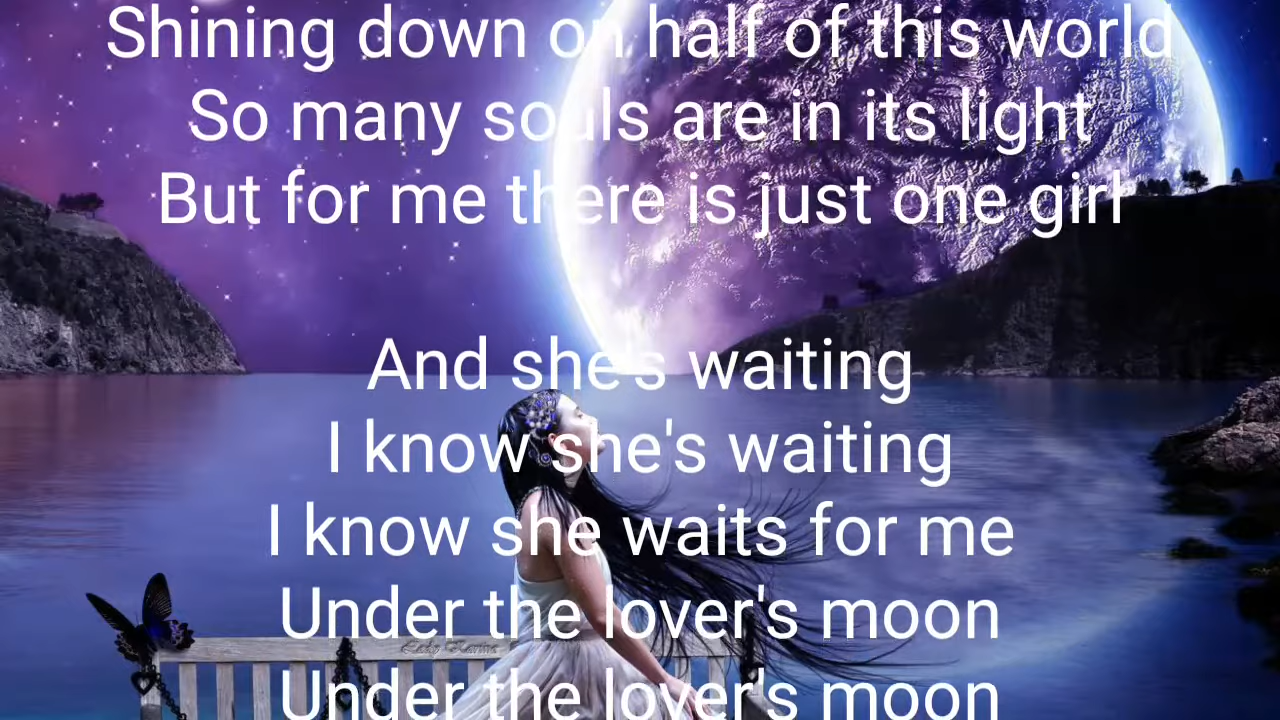 Shining down on half of this world
So many souls are in its light
But for me there is just one girl
And she's waiting
I know she's waiting
I know she waits for me
Under the lover's moon
Lady Karina
Under the lover's moon